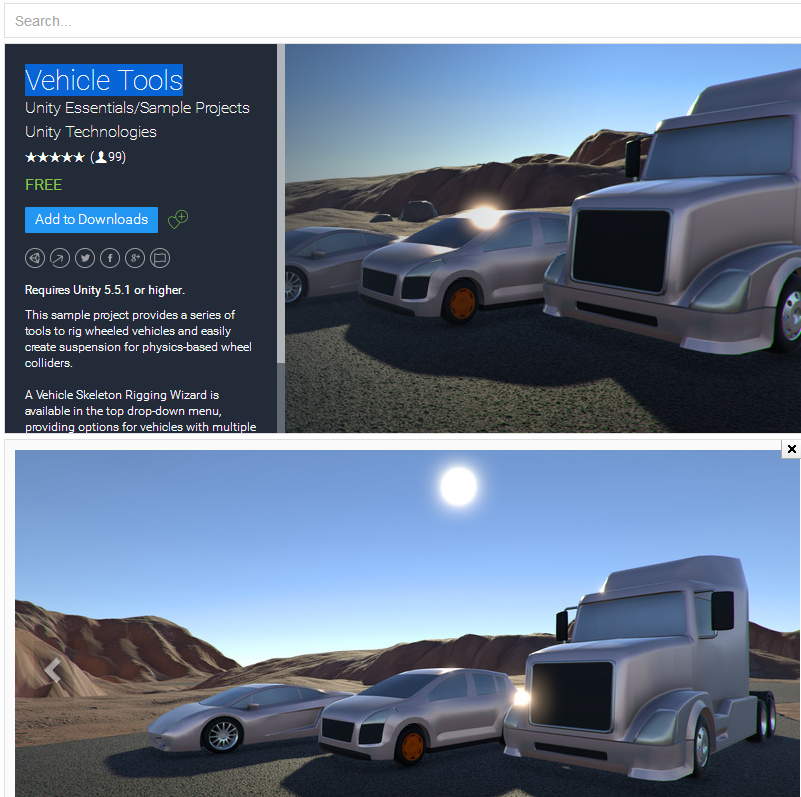 Search...
Vehicle Tools
Unity Essentials/Sample Projects
Unity Technologies
★★★★★ (99)
FREE
Add to Downloads
Requires Unity 5.5.1 or higher.
This sample project provides a series of
tools to rig wheeled vehicles and easily
create suspension for physics-based wheel
colliders.
A Vehicle Skeleton Rigging Wizard is
available in the top drop-down menu,
providing options for vehicles with multiple